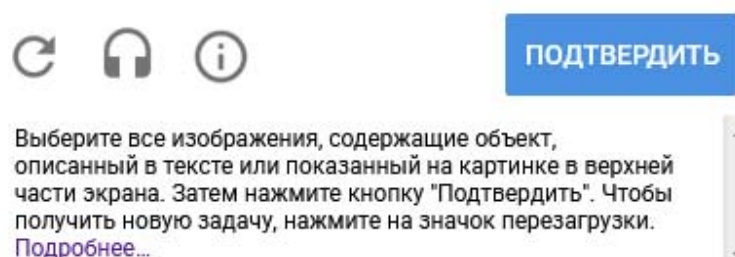 ПОДТВЕРДИТЬ
Выберите все изображения, содержащие объект,
описанный в тексте или показанный на картинке в верхней
части экрана. Затем нажмите кнопку "Подтвердить". Чтобы
получить новую задачу, нажмите на значок перезагрузки.
Подробнее...